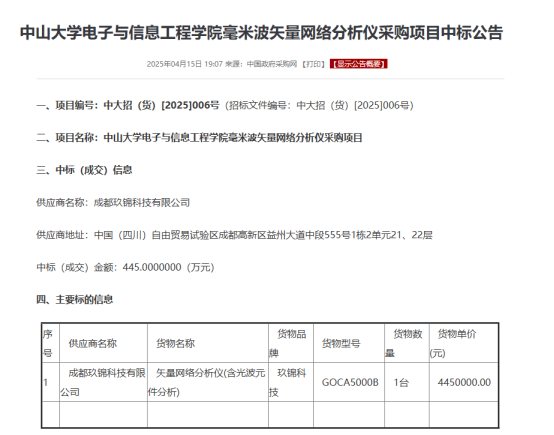 中山大学电子与信息工程学院毫米波矢量网络分析仪采购项目中标公告
2025年04月15日 19:07 来源：中国政府采购网 【打印】 【显示公告概要】
一、项目编号：中大招（货）[2025]006号（招标文件编号：中大招（货）[2025]006号）
二、项目名称：中山大学电子与信息工程学院毫米波矢量网络分析仪采购项目
三、中标（成交）信息
供应商名称：成都玖锦科技有限公司
供应商地址：中国（四川）自由贸易试验区成都高新区益州大道中段555号1栋2单元21、22层
中标（成交）金额：445.0000000（万元）
四、主要标的信息
序号 供应商名称 货物名称 货物品牌 货物型号 货物数量 货物单价(元)
1 成都玖锦科技有限公司 矢量网络分析仪(含光波元件分析) 玖锦科技 GOCA5000B 1台 4450000.00